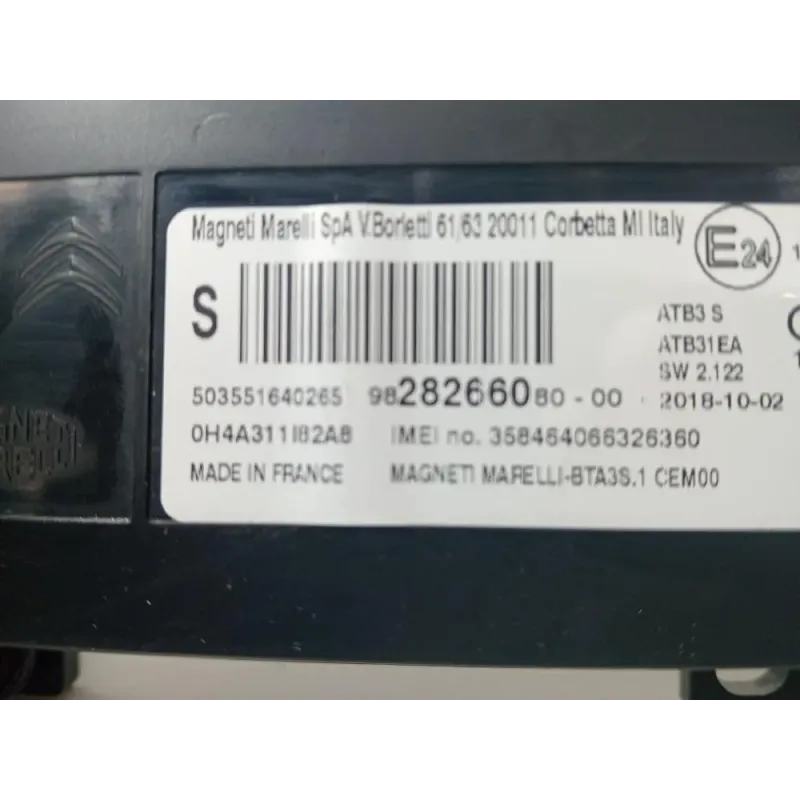 Magneti Marelli SpA V.Borletti 61/63 20011 Corbetta MI Italy
E24
S
ATB3 S
ATB31EA
SW 2.122
503551640265 9828266080-00 2018-10-02
0H4A311I82A8 IMEI no. 358464066326360
MADE IN FRANCE MAGNETI MARELLI-BTA3S.1 CEM00